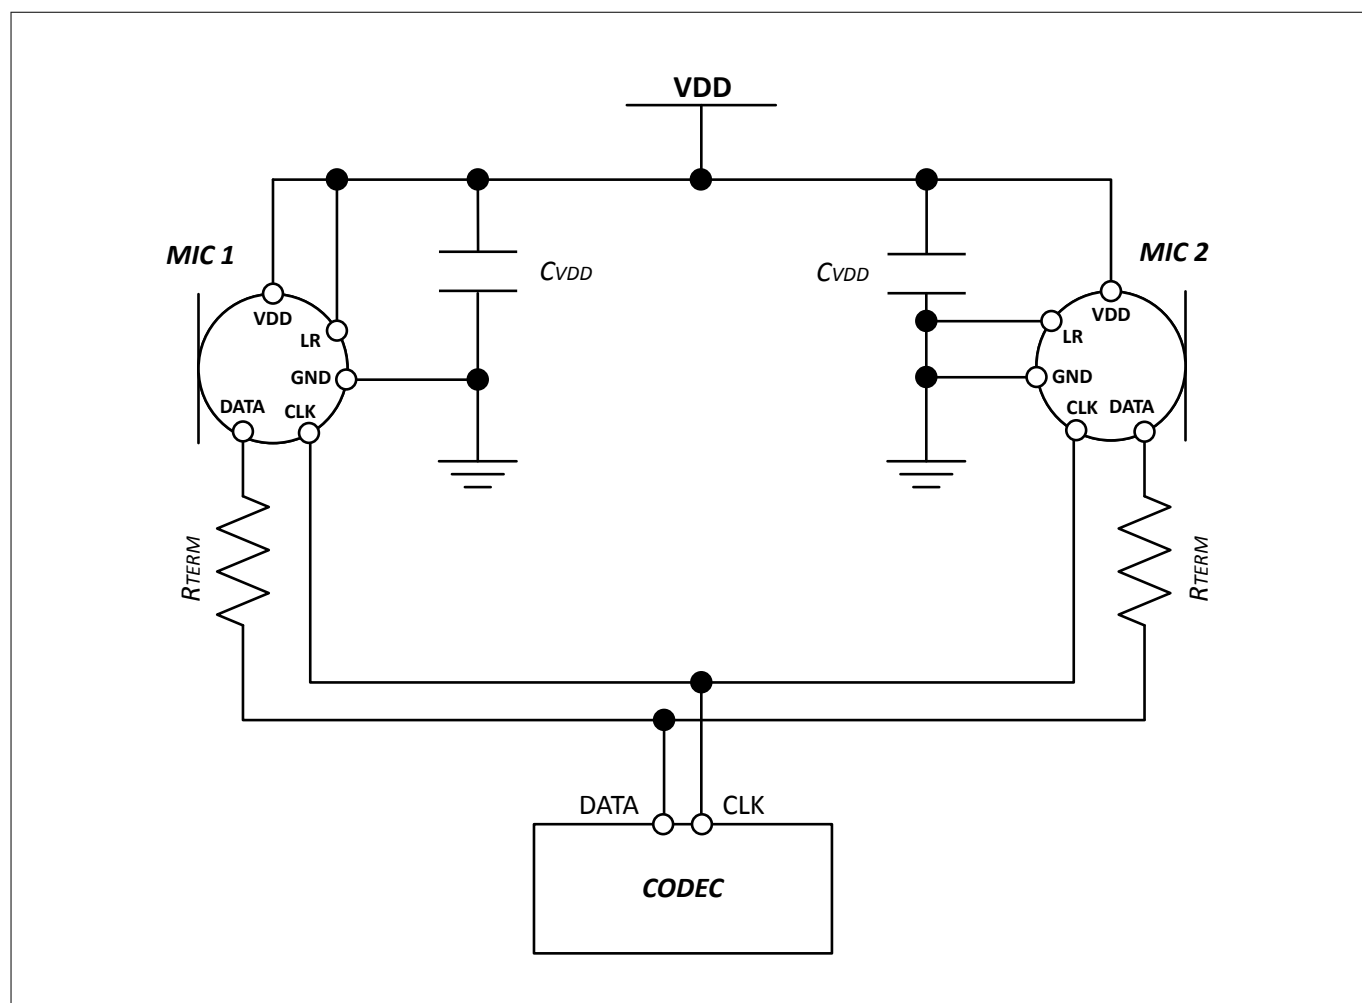 VDD
MIC 1
MIC 2
CVDD
CVDD
VDD
LR
GND
DATA
CLK
VDD
LR
GND
CLK
DATA
RTERM
RTERM
DATA
CLK
CODEC